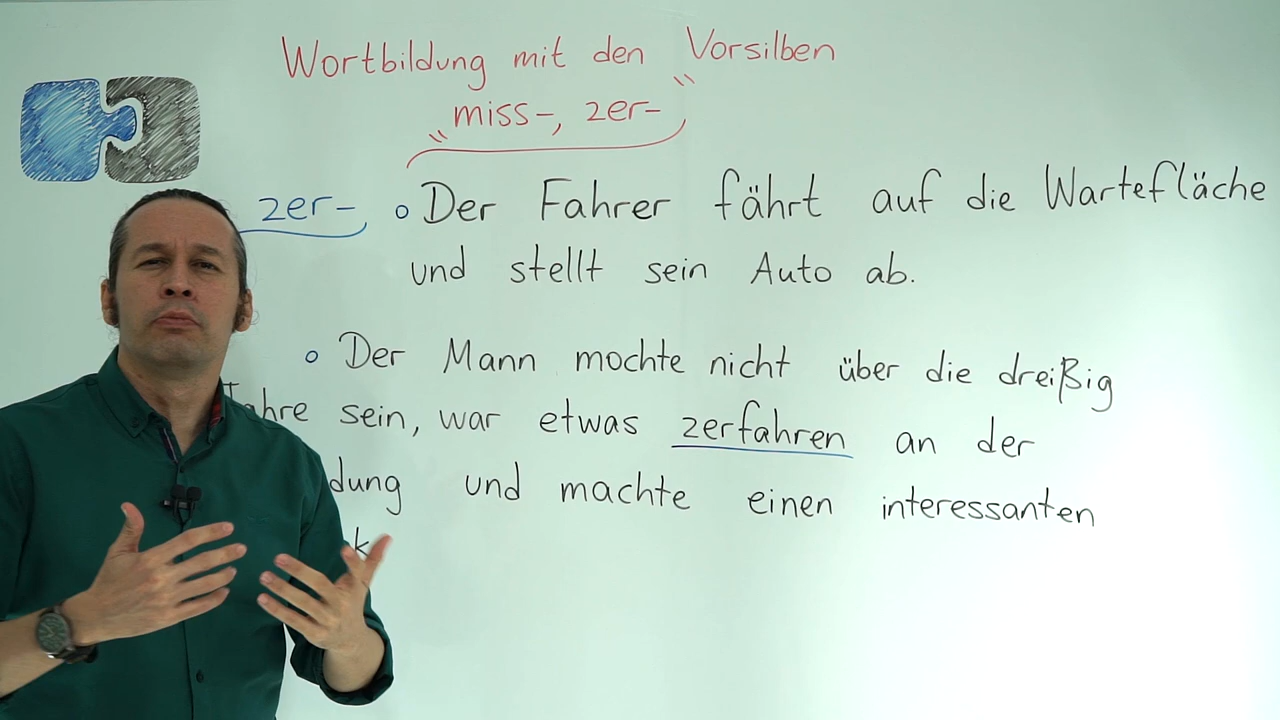 Wortbildung mit den Vorsilben
"miss-, zer-"
zer- o Der Fahrer fährt auf die Wartefläche
und stellt sein Auto ab.
o Der Mann mochte nicht über die dreißig
Jahre sein, war etwas zerfahren an der
dung und machte einen interessanten